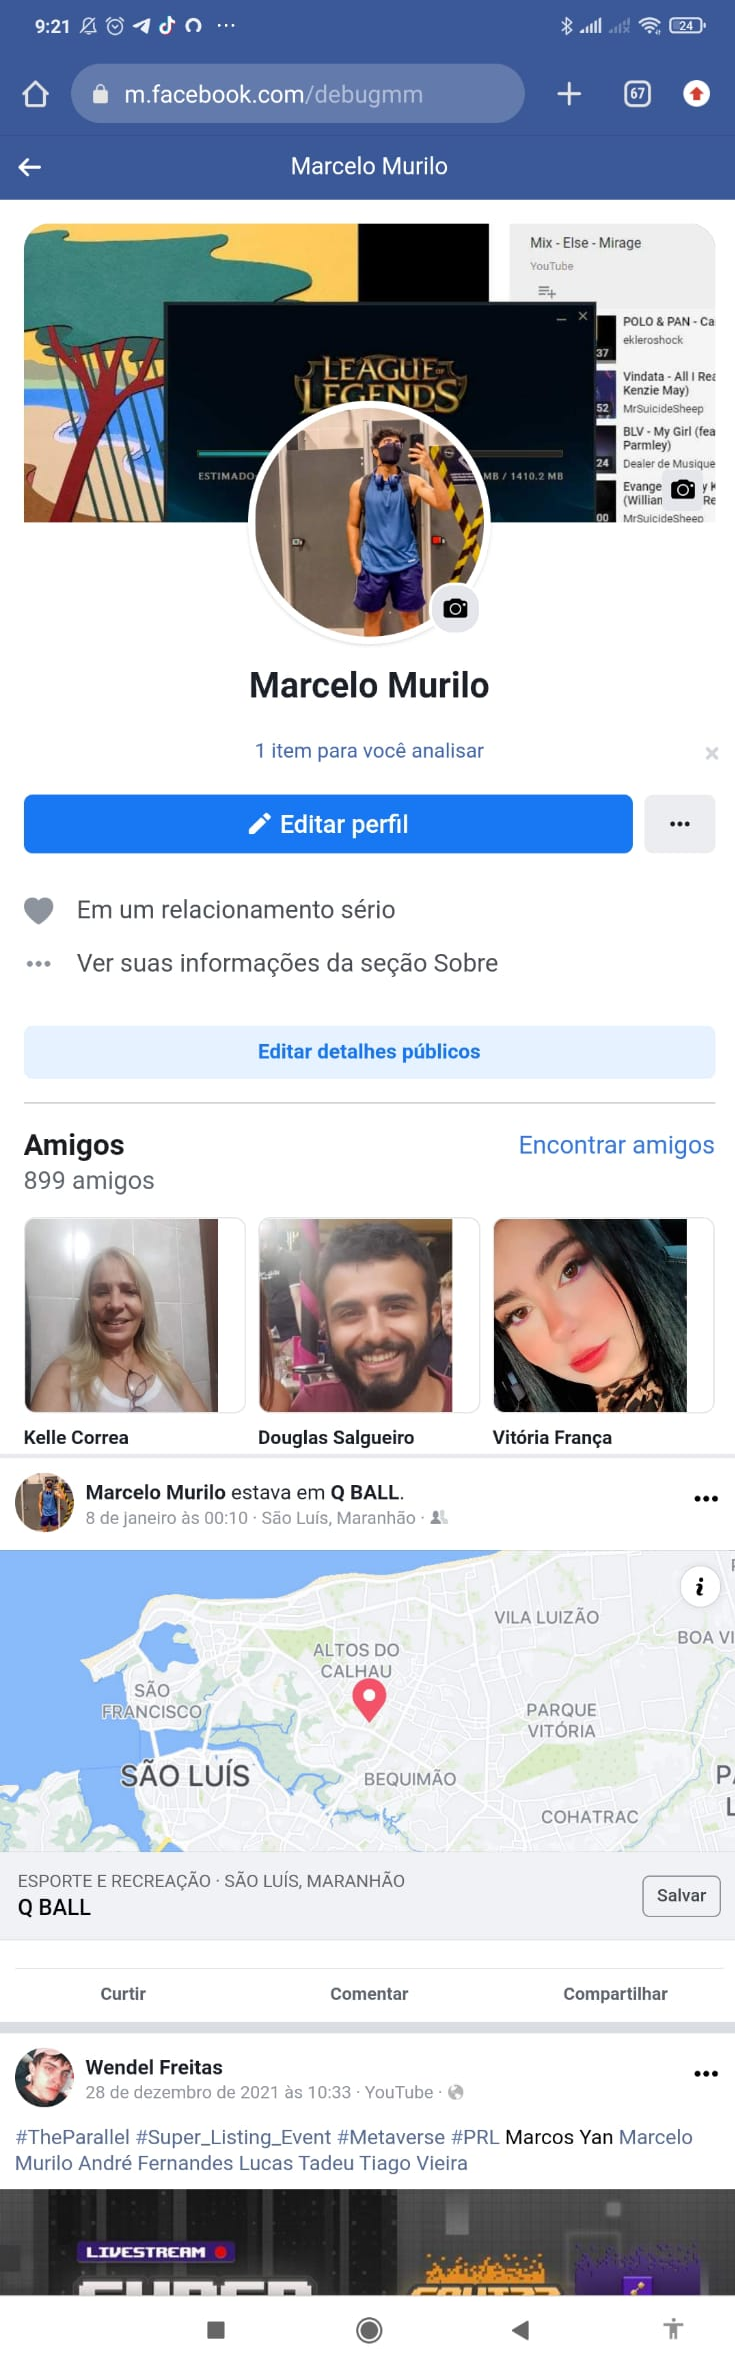 9:21
24
m.facebook.com/debugmm
67
Marcelo Murilo
Mix - Else - Mirage
YouTube
POLO & PAN - Ca
37
ekleroshock
LEAGUE OF
LEGENDS
Vindata - All I Rea
Kenzie May)
52
MrSuicideSheep
BLV - My Girl (fea
Parmley)
24
Dealer de Musique
ESTIMADO
MB / 1410.2 MB
Evange
y K
(Willian
Re
00
MrSuicideSheep
Marcelo Murilo
1 item para você analisar
Editar perfil
Em um relacionamento sério
Ver suas informações da seção Sobre
Editar detalhes públicos
Amigos
Encontrar amigos
899 amigos
Kelle Correa
Douglas Salgueiro
Vitória França
Marcelo Murilo estava em Q BALL.
8 de janeiro às 00:10 · São Luís, Maranhão ·
VILA LUIZÃO
BOA VI
ALTOS DO
CALHAU
SÃO
FRANCISCO
PARQUE
VITÓRIA
SÃO LUÍS
BEQUIMÃO
PA
L
COHATRAC
ESPORTE E RECREAÇÃO · SÃO LUÍS, MARANHÃO
Q BALL
Salvar
Curtir
Comentar
Compartilhar
Wendel Freitas
28 de dezembro de 2021 às 10:33 · YouTube ·
#TheParallel #Super_Listing_Event #Metaverse #PRL Marcos Yan Marcelo
Murilo André Fernandes Lucas Tadeu Tiago Vieira
LIVESTREAM
SUPER